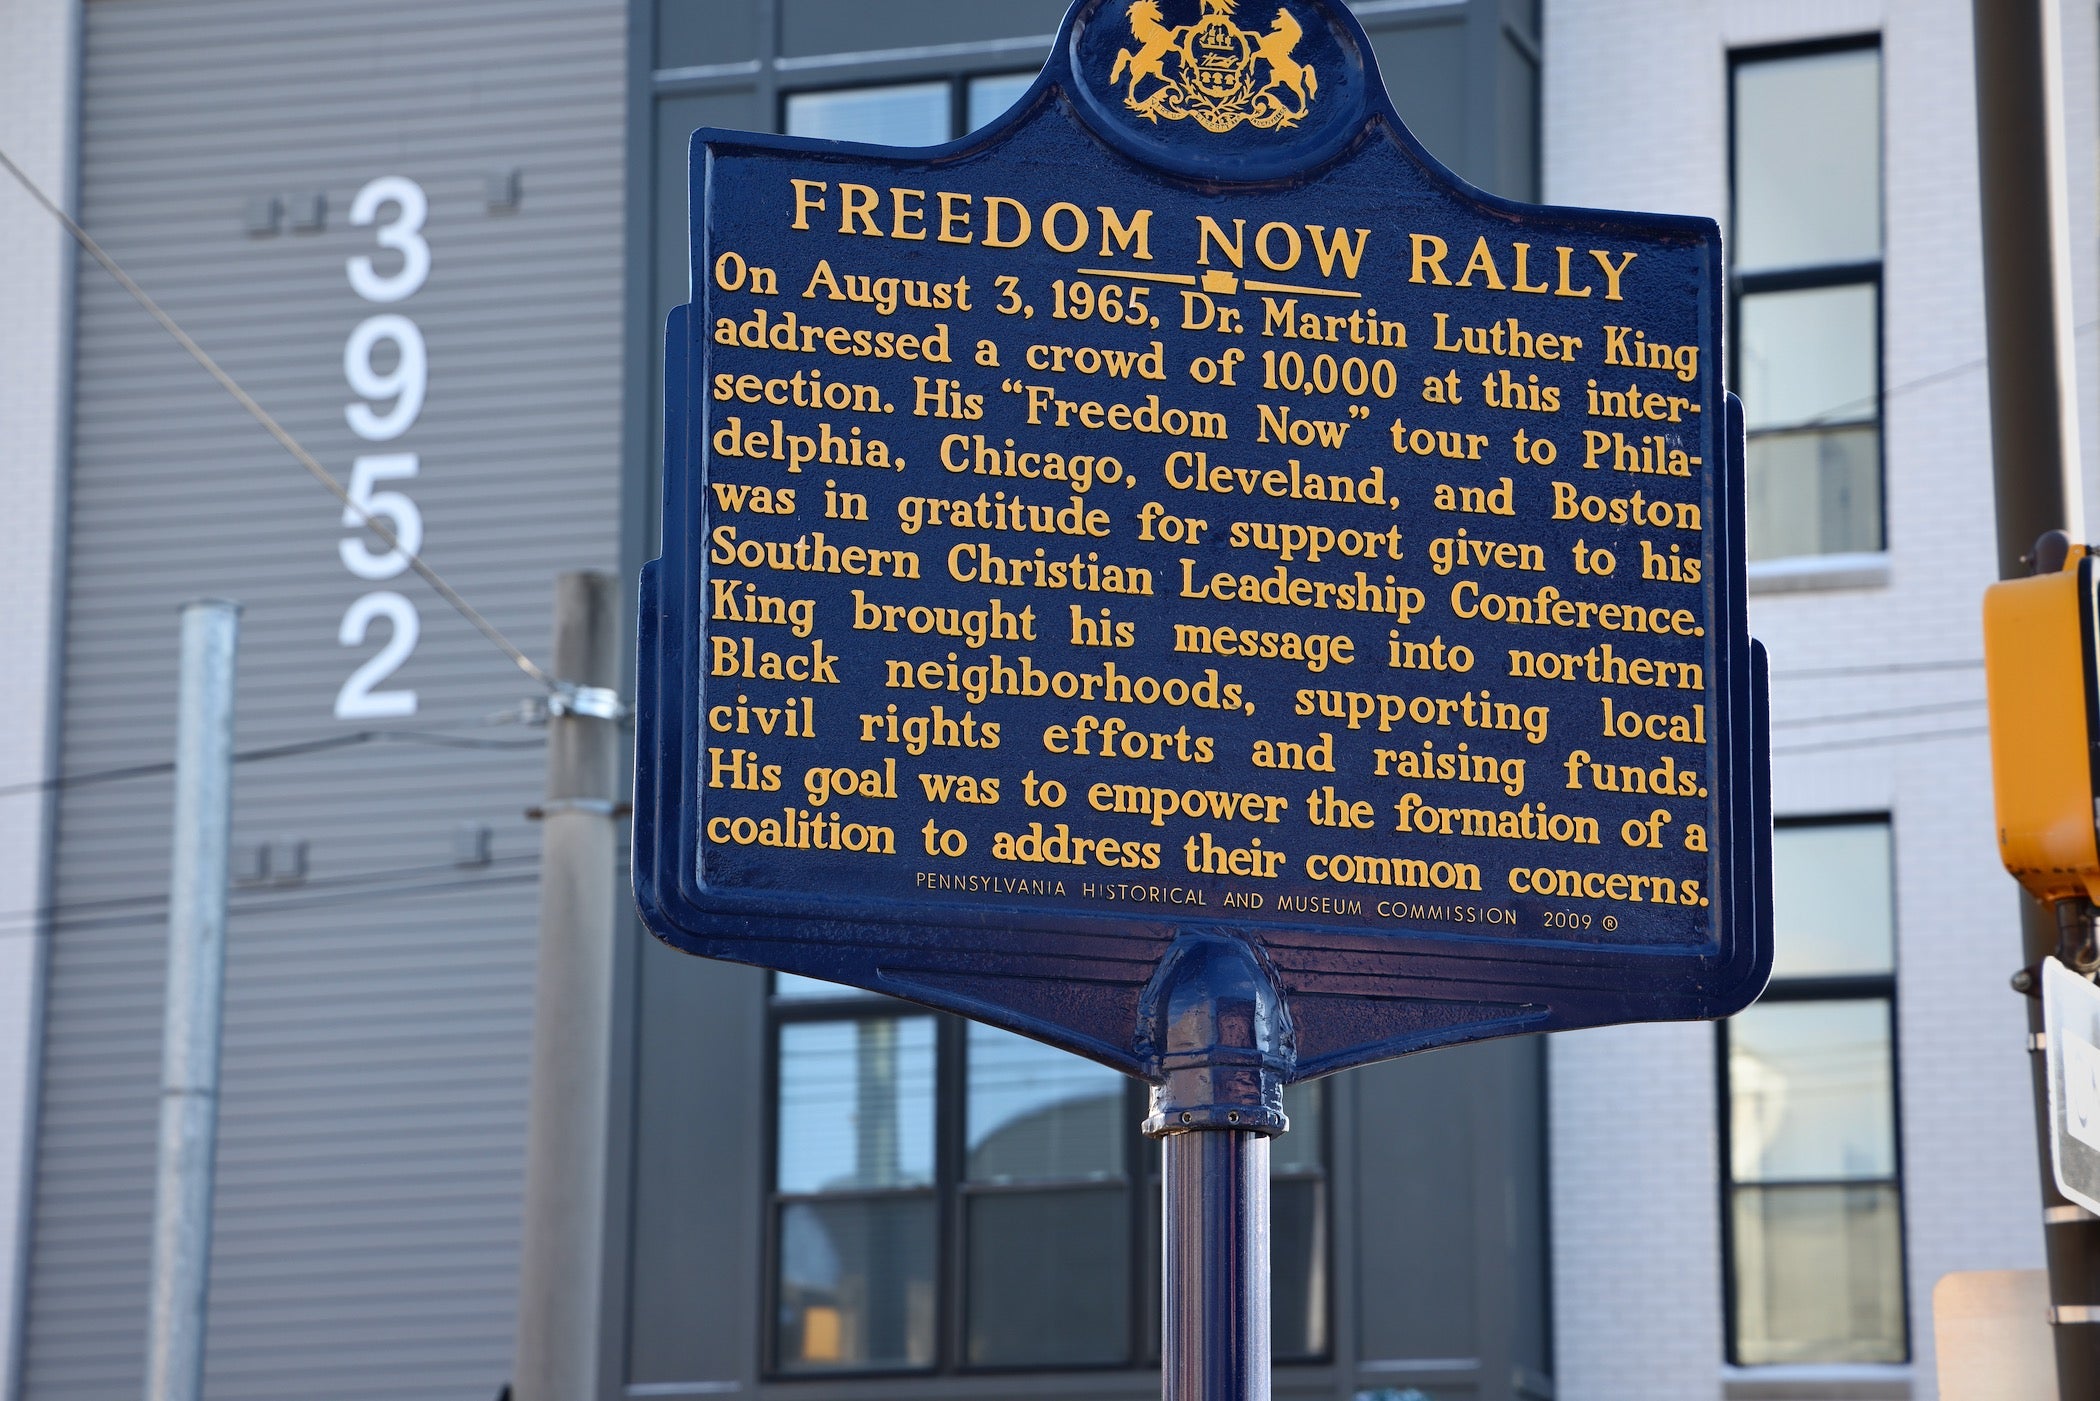 FREEDOM NOW RALLY
On August 3, 1965, Dr. Martin Luther King
addressed a crowd of 10,000 at this inter-
section. His “Freedom Now” tour to Phila-
delphia, Chicago, Cleveland, and Boston
was in gratitude for support given to his
Southern Christian Leadership Conference.
King brought his message into northern
Black neighborhoods, supporting local
civil rights efforts and raising funds.
His goal was to empower the formation of a
coalition to address their common concerns.
PENNSYLVANIA HISTORICAL AND MUSEUM COMMISSION 2009 ®
3952